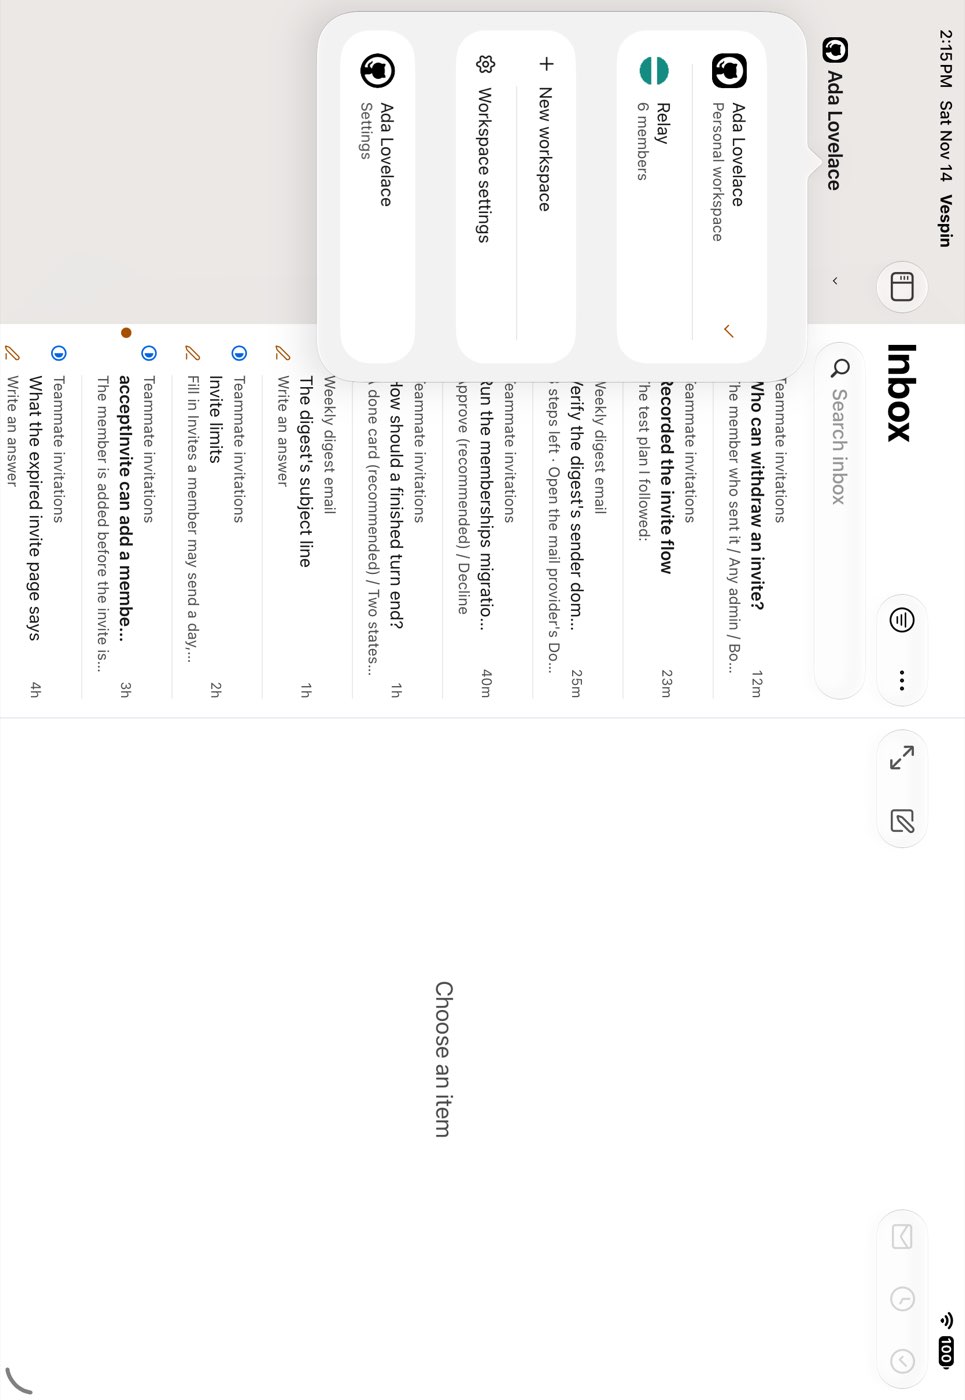 2:15 PM Sat Nov 14 Vespin
100
Inbox
Ada Lovelace
Search inbox
Ada Lovelace
Personal workspace
Relay
6 members
New workspace
Workspace settings
Ada Lovelace
Settings
Teammate invitations
Who can withdraw an invite? 12m
The member who sent it / Any admin / Bo...
Teammate invitations
Recorded the invite flow 23m
The test plan I followed:
Weekly digest email
Verify the digest's sender dom... 25m
steps left · Open the mail provider's Do...
Teammate invitations
Run the memberships migratio... 40m
Approve (recommended) / Decline
Teammate invitations
How should a finished turn end? 1h
A done card (recommended) / Two states...
Weekly digest email
The digest's subject line 1h
Write an answer
Teammate invitations
Invite limits 2h
Fill in Invites a member may send a day,...
Teammate invitations
acceptInvite can add a membe... 3h
The member is added before the invite is...
Teammate invitations
What the expired invite page says 4h
Write an answer
Choose an item